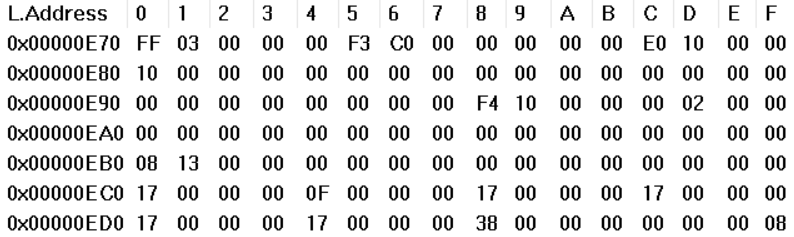 L.Address 0 1 2 3 4 5 6 7 8 9 A B C D E F
0x00000E70 FF 03 00 00 00 F3 C0 00 00 00 00 00 E0 10 00 00
0x00000E80 10 00 00 00 00 00 00 00 00 00 00 00 00 00 00 00
0x00000E90 00 00 00 00 00 00 00 00 F4 10 00 00 00 02 00 00
0x00000EA0 00 00 00 00 00 00 00 00 00 00 00 00 00 00 00 00
0x00000EB0 08 13 00 00 00 00 00 00 00 00 00 00 00 00 00 00
0x00000EC0 17 00 00 00 0F 00 00 00 17 00 00 00 17 00 00 00
0x00000ED0 17 00 00 00 17 00 00 00 38 00 00 00 00 00 00 08